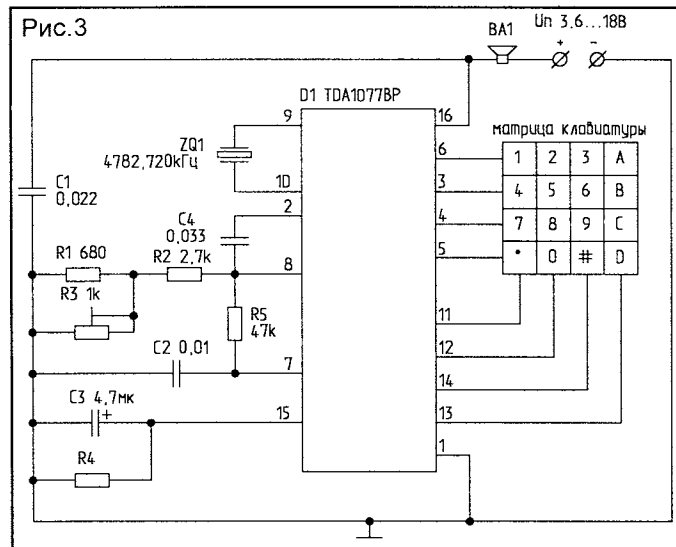 Рис.3
BA1
Uп 3,6...18В
+ -
D1 TDA1077BP
9
16
ZQ1
4782,720кГц
6
матрица клавиатуры
1 2 3 A
10
3
4 5 6 B
C1
0,022
2
C4
0,033
4
7 8 9 C
R1 680
R2 2,7k
8
5
* 0 # D
R3 1k
R5
47k
11
C2 0,01
7
12
14
C3 4,7мк
+
15
13
R4
1